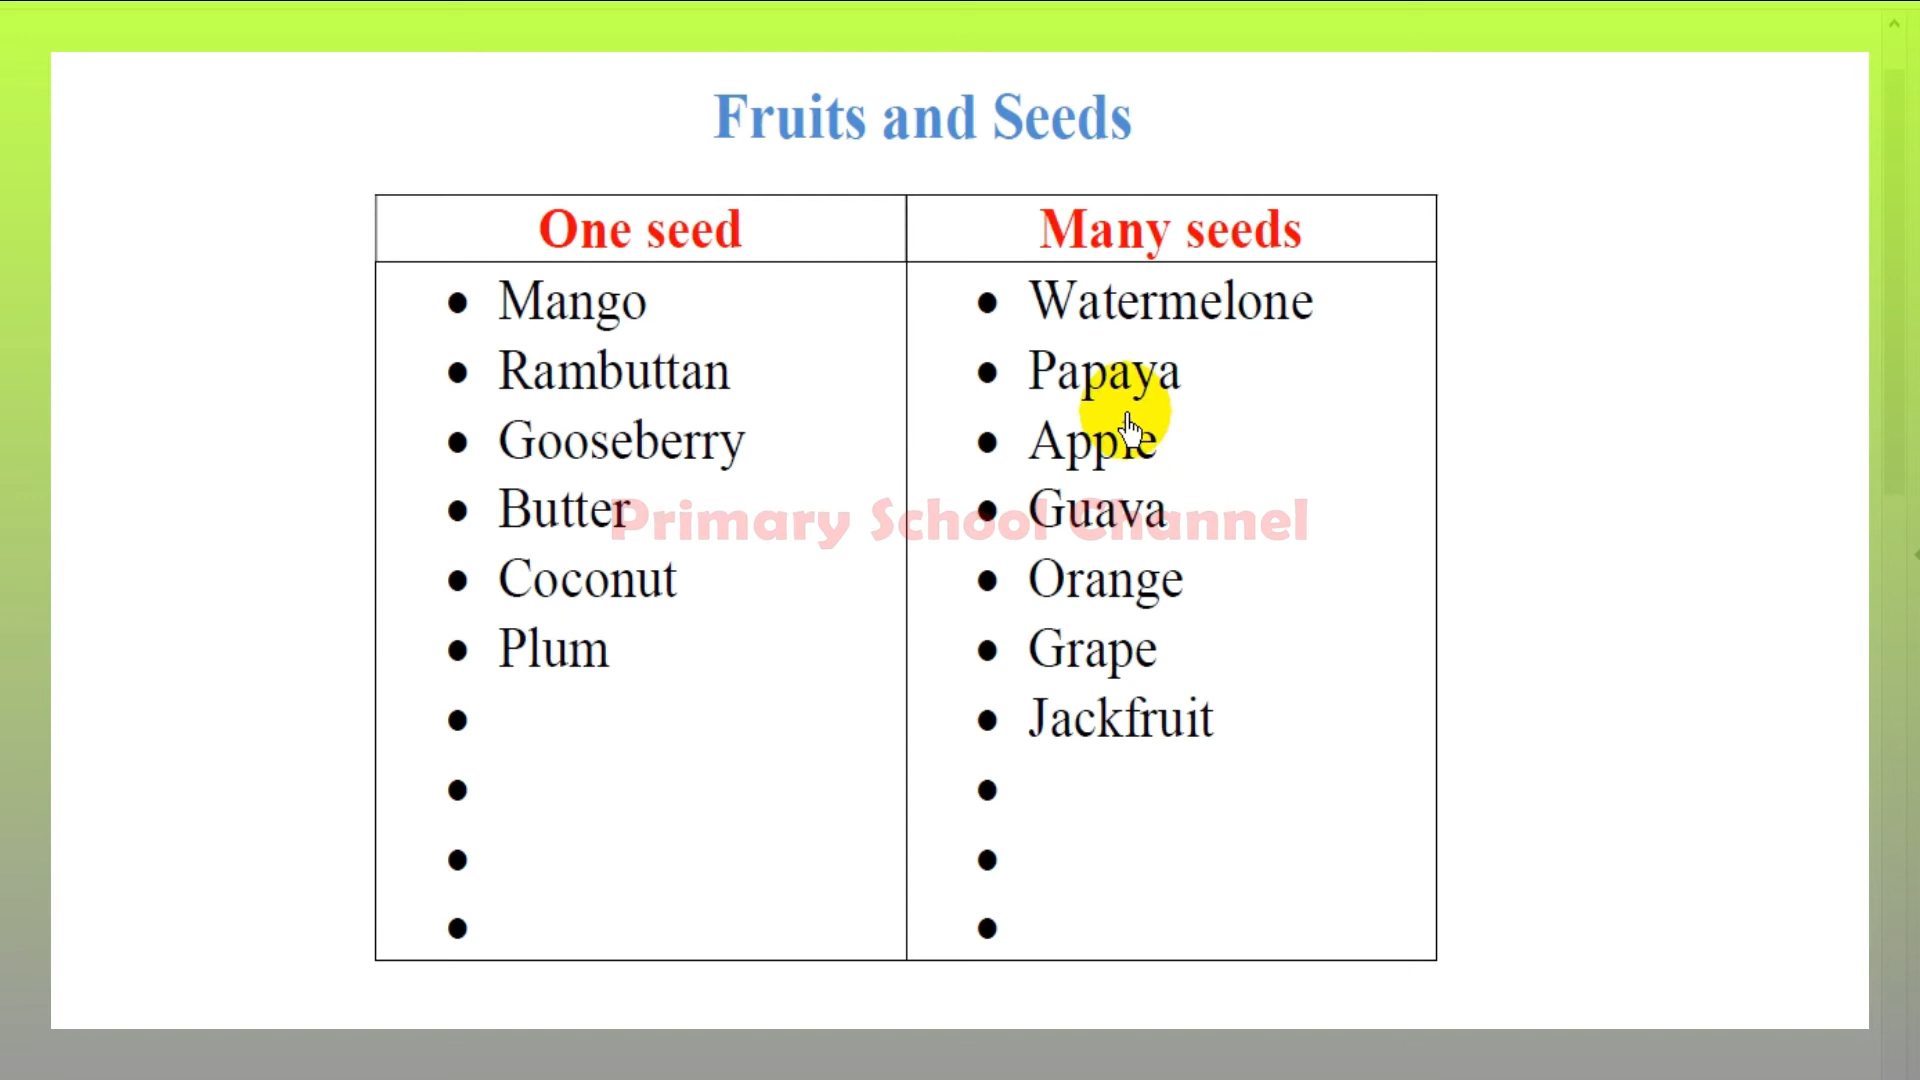 Fruits and Seeds
One seed
Many seeds
Mango
Rambuttan
Gooseberry
Butter
Coconut
Plum
Watermelone
Papaya
Apple
Guava
Orange
Grape
Jackfruit
Primary School Channel